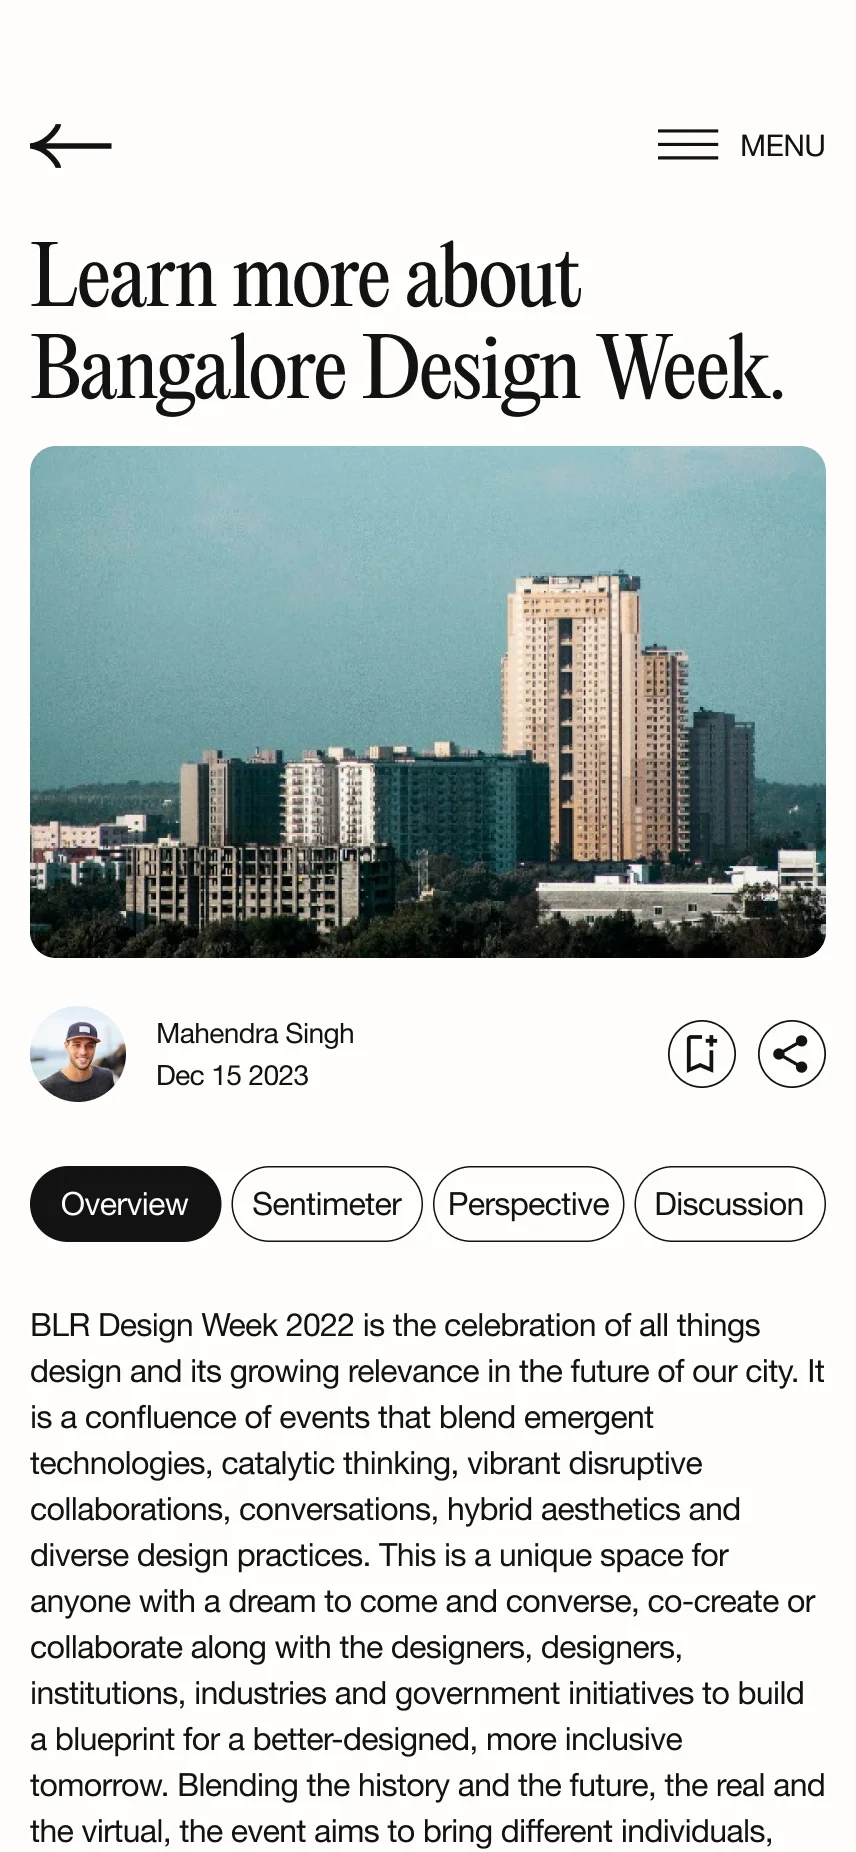 MENU
Learn more about
Bangalore Design Week.
Mahendra Singh
Dec 15 2023
Overview
Sentimeter
Perspective
Discussion
BLR Design Week 2022 is the celebration of all things
design and its growing relevance in the future of our city. It
is a confluence of events that blend emergent
technologies, catalytic thinking, vibrant disruptive
collaborations, conversations, hybrid aesthetics and
diverse design practices. This is a unique space for
anyone with a dream to come and converse, co-create or
collaborate along with the designers, designers,
institutions, industries and government initiatives to build
a blueprint for a better-designed, more inclusive
tomorrow. Blending the history and the future, the real and
the virtual, the event aims to bring different individuals,